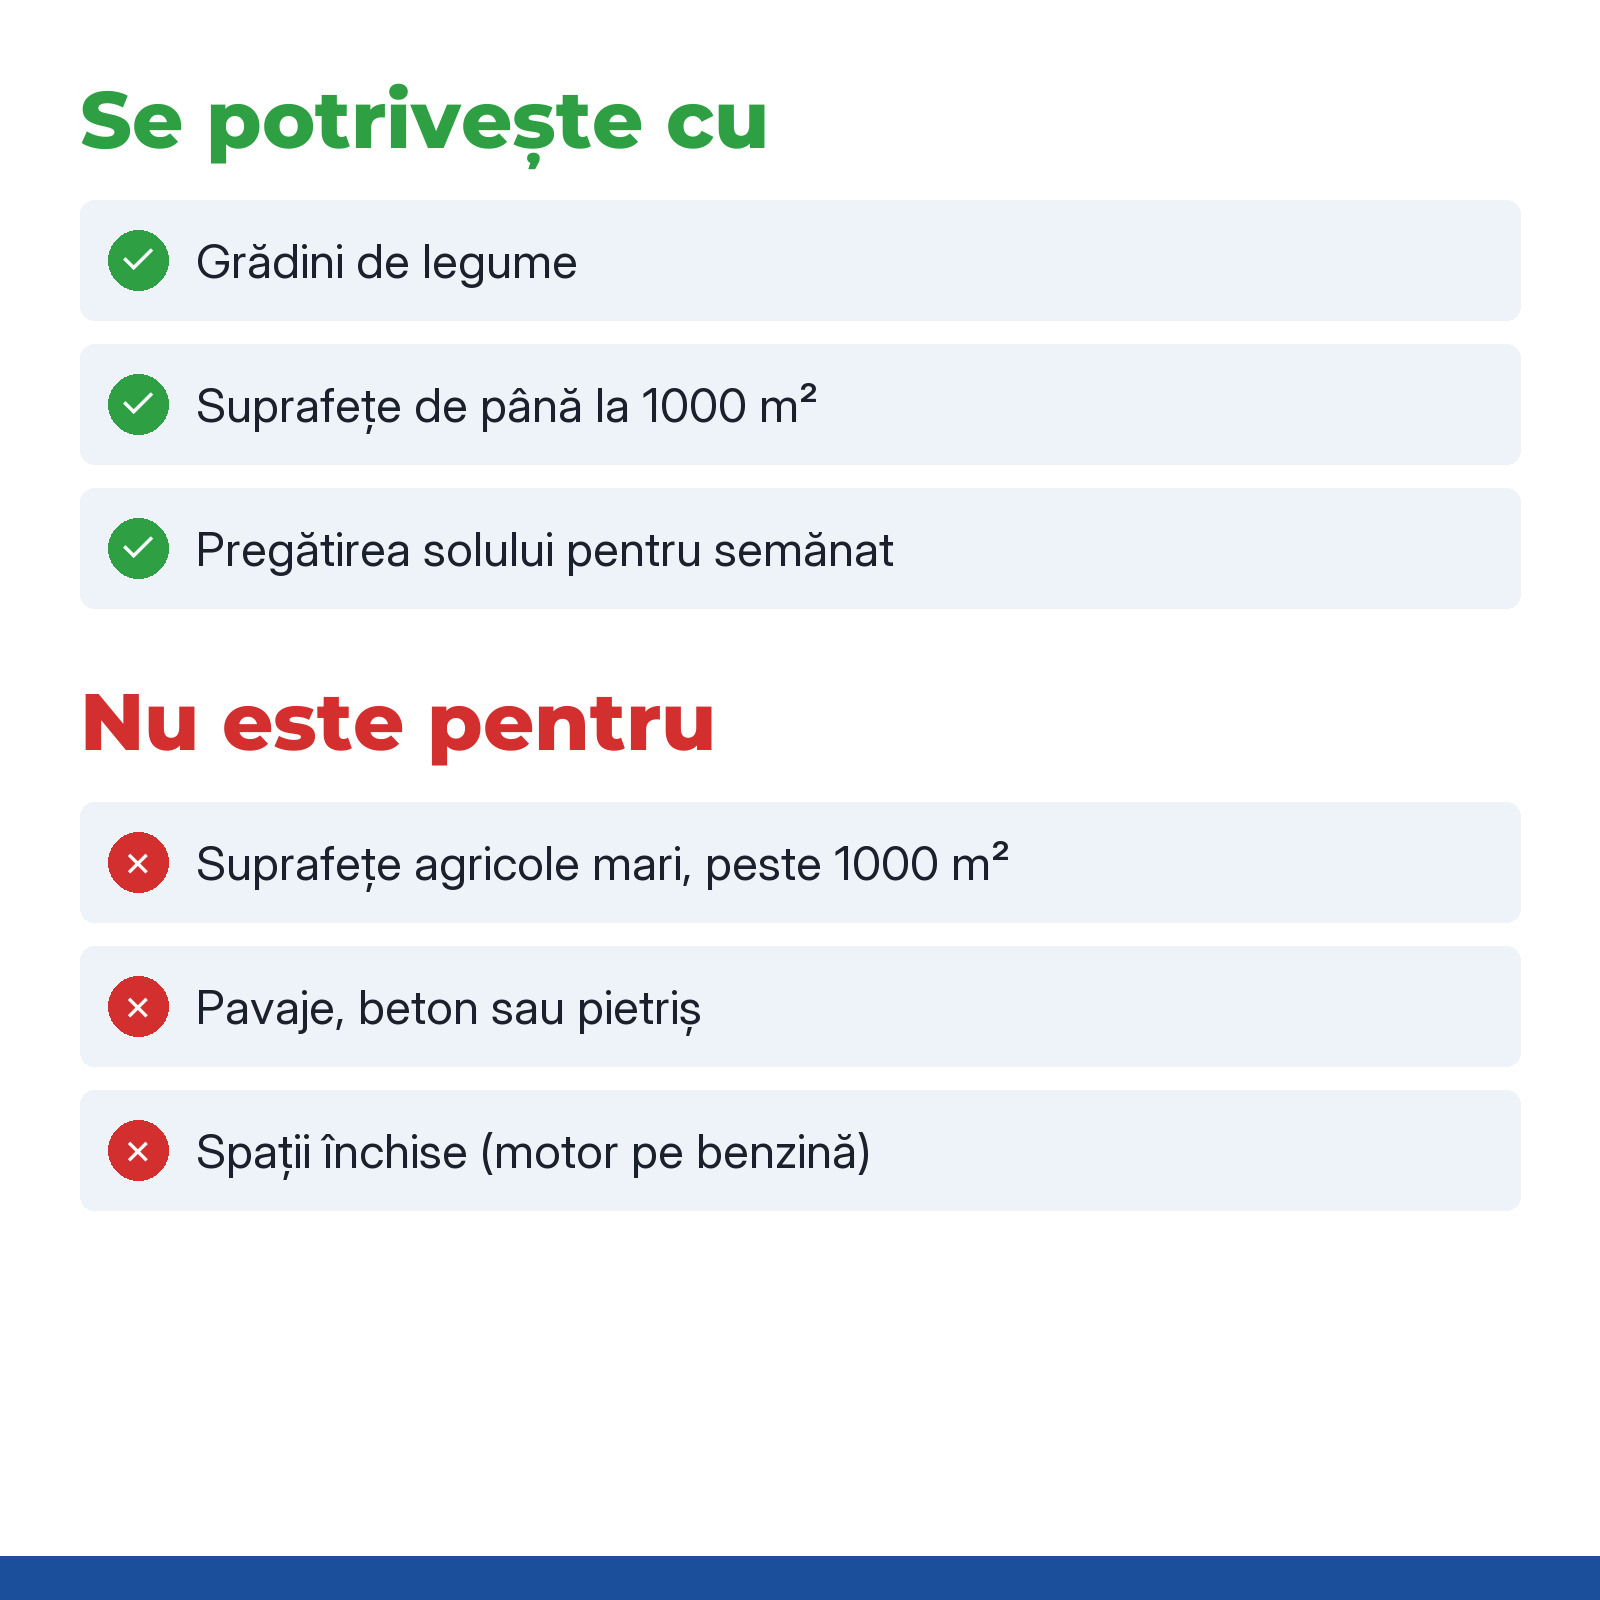 Se potrivește cu
Grădini de legume
Suprafețe de până la 1000 m²
Pregătirea solului pentru semănat
Nu este pentru
Suprafețe agricole mari, peste 1000 m²
Pavaje, beton sau pietriș
Spații închise (motor pe benzină)